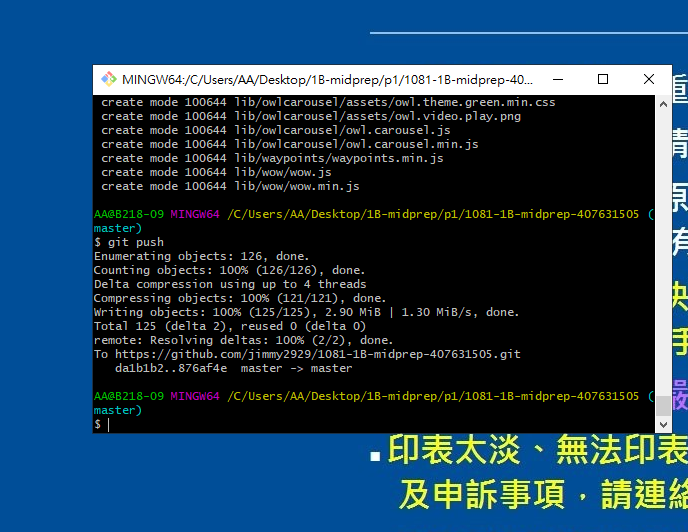 MINGW64:/C/Users/AA/Desktop/1B-midprep/p1/1081-1B-midprep-40...
create mode 100644 lib/owlcarousel/assets/owl.theme.green.min.css
create mode 100644 lib/owlcarousel/assets/owl.video.play.png
create mode 100644 lib/owlcarousel/owl.carousel.js
create mode 100644 lib/owlcarousel/owl.carousel.min.js
create mode 100644 lib/waypoints/waypoints.min.js
create mode 100644 lib/wow/wow.js
create mode 100644 lib/wow/wow.min.js
AA@B218-09 MINGW64 /C/Users/AA/Desktop/1B-midprep/p1/1081-1B-midprep-407631505 (
master)
$ git push
Enumerating objects: 126, done.
Counting objects: 100% (126/126), done.
Delta compression using up to 4 threads
Compressing objects: 100% (121/121), done.
Writing objects: 100% (125/125), 2.90 MiB | 1.30 MiB/s, done.
Total 125 (delta 2), reused 0 (delta 0)
remote: Resolving deltas: 100% (2/2), done.
To https://github.com/jimmy2929/1081-1B-midprep-407631505.git
da1b1b2..876af4e  master -> master
AA@B218-09 MINGW64 /C/Users/AA/Desktop/1B-midprep/p1/1081-1B-midprep-407631505 (
master)
$
有
手
印表太淡、無法印表
及申訴事項，請連絡